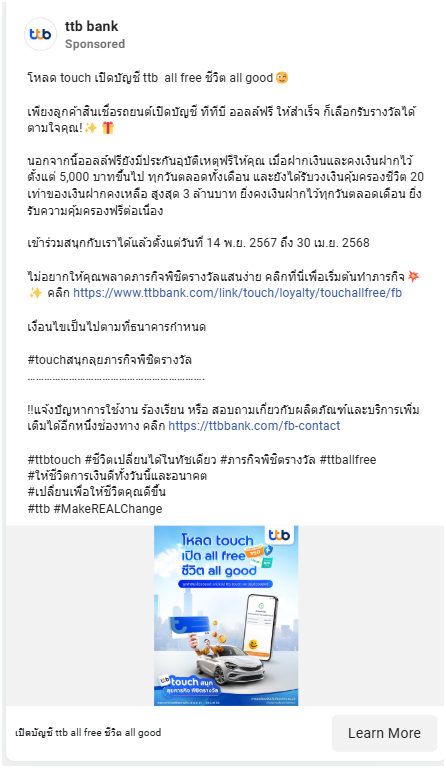 ttb
ttb bank
Sponsored
โหลด touch เปิดบัญชี ttb all free ชีวิต all good😉
เพียงลูกค้าสินเชื่อรถยนต์เปิดบัญชี ทีทีบี ออลล์ฟรี ให้สำเร็จ ก็เลือกรับรางวัลได้
ตามใจคุณ!✨ 🎁
นอกจากนี้ออลล์ฟรียังมีประกันอุบัติเหตุฟรีให้คุณ เมื่อฝากเงินและคงเงินฝากไว้
ตั้งแต่ 5,000 บาทขึ้นไป ทุกวันตลอดทั้งเดือน และยังได้รับวงเงินคุ้มครองชีวิต 20
เท่าของเงินฝากคงเหลือ สูงสุด 3 ล้านบาท ยิ่งคงเงินไว้ทุกวันตลอดเดือน ยิ่ง
รับความคุ้มครองฟรีต่อเนื่อง
เข้าร่วมสนุกกับเราได้แล้วตั้งแต่วันที่ 14 พ.ย. 2567 ถึง 30 เม.ย. 2568
ไม่อยากให้คุณพลาดภารกิจพิชิตรางวัลแสนง่าย คลิกที่นี่เพื่อเริ่มต้นทำภารกิจ💥
✨ คลิก https://www.ttbbank.com/link/touch/loyalty/touchallfree/fb
เงื่อนไขเป็นไปตามที่ธนาคารกำหนด
#touchสนุกลุยภารกิจพิชิตรางวัล
……………………………………………………….
!!แจ้งปัญหาการใช้งาน ร้องเรียน หรือ สอบถามเกี่ยวกับผลิตภัณฑ์และบริการเพิ่ม
เติมได้อีกหนึ่งช่องทาง คลิก https://ttbbank.com/fb-contact
#ttbtouch #ชีวิตเปลี่ยนได้ในทัชเดียว #ภารกิจพิชิตรางวัล #ttballfree
#ให้ชีวิตการเงินดีทั้งวันนี้และอนาคต
#เปลี่ยนเพื่อให้ชีวิตคุณดีขึ้น
#ttb #MakeREALChange
ttb
โหลด touch
เปิด all free
ชีวิต all good
ttb touch สนุก
ลุยภารกิจ พิชิตรางวัล
เปิดบัญชี ttb all free ชีวิต all good
Learn More